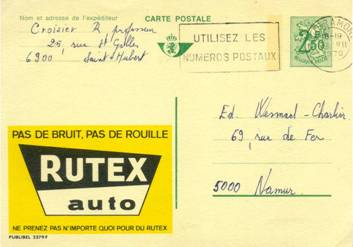 Nom et adresse de l'expéditeur
CARTE POSTALE
Croisier R, professeur
26, rue St Gilles
6900 Saint-Hubert
UTILISEZ LES
NUMEROS POSTAUX
2,50
Ed. Wesmael-Charlier
69, rue de Fer
5000 Namur
PAS DE BRUIT, PAS DE ROUILLE
RUTEX
auto
NE PRENEZ PAS N'IMPORTE QUOI POUR DU RUTEX
PUBLIBEL 2379F